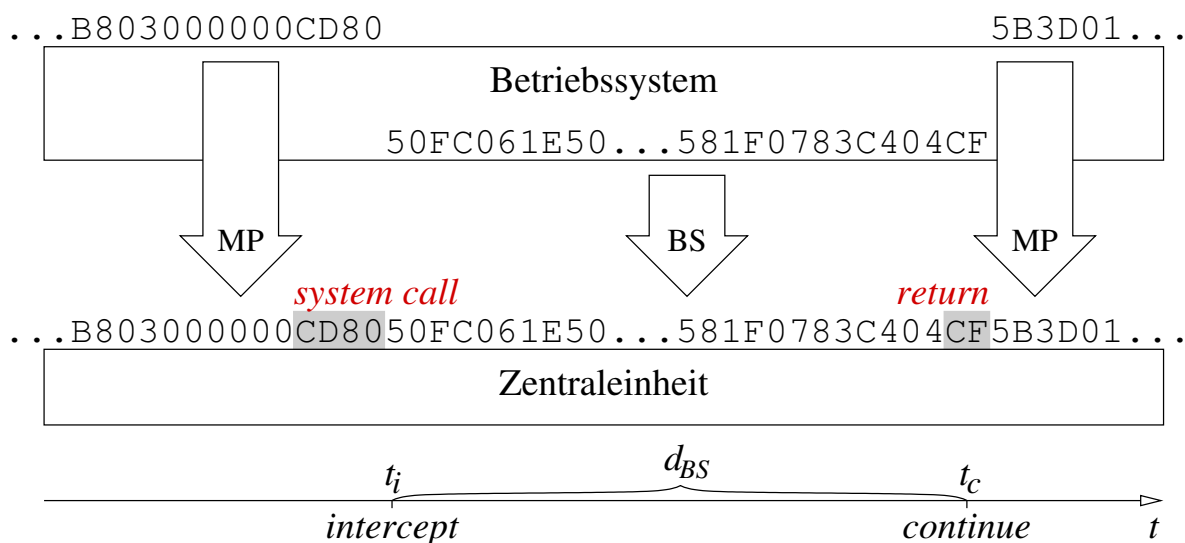 ...B803000000CD80 5B3D01...
Betriebssystem
50FC061E50...581F0783C404CF
MP BS MP
system call return
...B803000000CD8050FC061E50...581F0783C404CF5B3D01...
Zentraleinheit
t_i d_BS t_c
intercept continue t